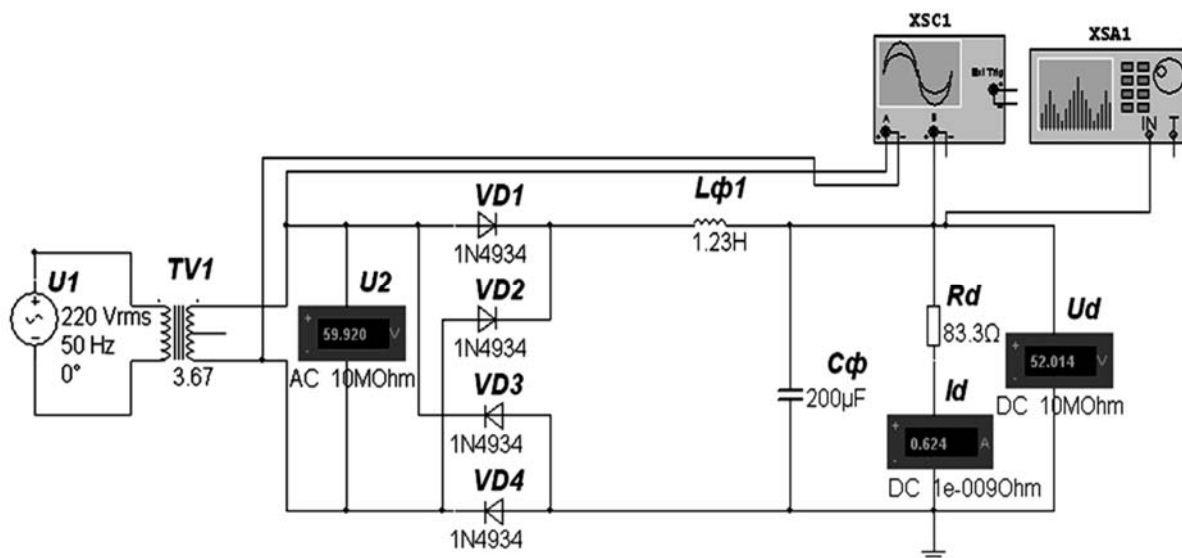 XSC1
XSA1
Ext Trig
+
-
A
B
+ - + -
IN T
VD1
1N4934
Lф1
1.23H
U1
220 Vrms
50 Hz
0°
TV1
3.67
U2
+
59.920 V
-
AC 10MOhm
VD2
1N4934
VD3
1N4934
VD4
1N4934
Cф
200µF
Rd
83.3Ω
Id
+
0.624 A
-
DC 1e-009Ohm
Ud
+
52.014 V
-
DC 10MOhm